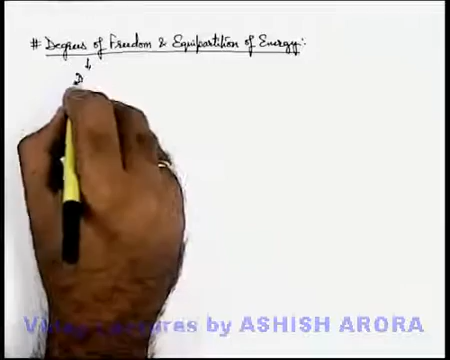 # Degrees of Freedom & Equipartition of Energy:
Video Lectures by ASHISH ARORA